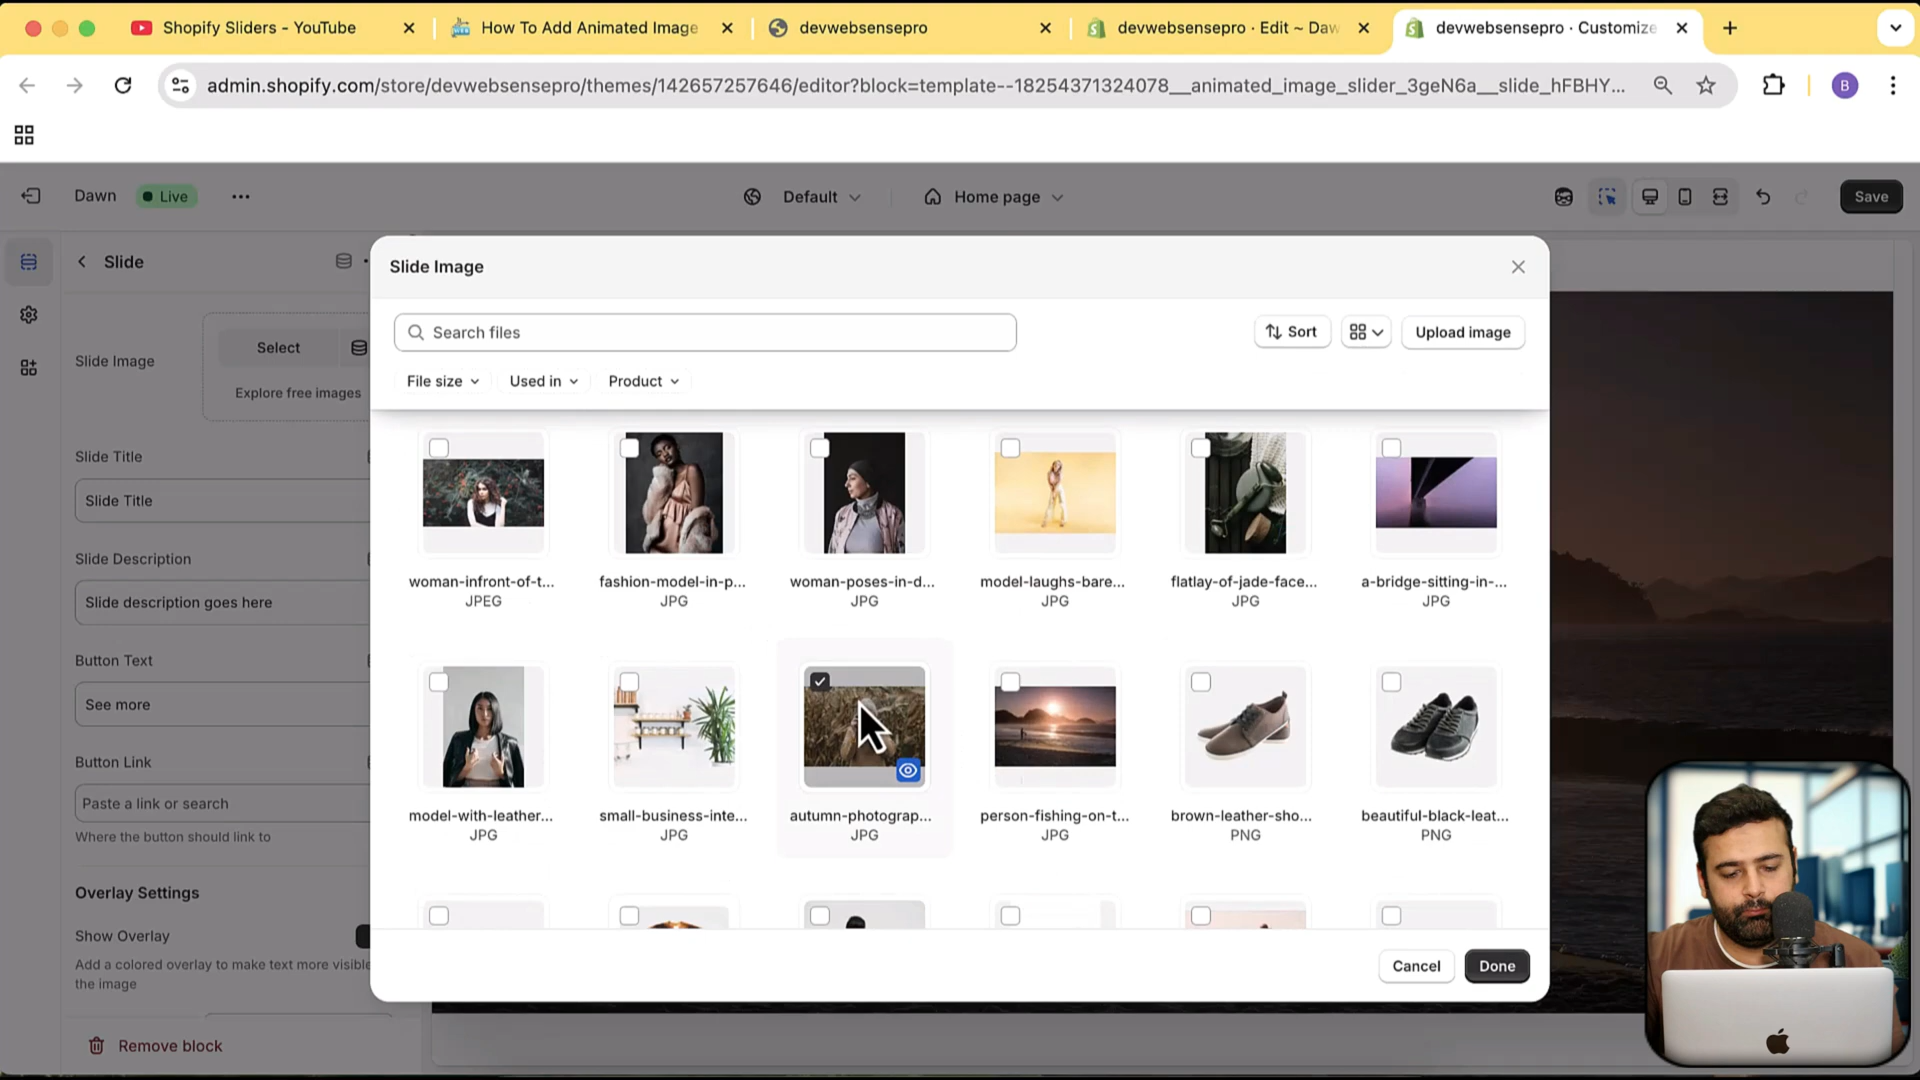 Shopify Sliders - YouTube
How To Add Animated Image
devwebsensepro
devwebsensepro · Edit ~ Daw
devwebsensepro · Customize
admin.shopify.com/store/devwebsensepro/themes/142657257646/editor?block=template--18254371324078__animated_image_slider_3geN6a__slide_hFBHY...
B
Dawn
Live
Default
Home page
Save
Slide
Slide Image
Select
Explore free images
Slide Title
Slide Title
Slide Description
Slide description goes here
Button Text
See more
Button Link
Paste a link or search
Where the button should link to
Overlay Settings
Show Overlay
Add a colored overlay to make text more visible
the image
Remove block
Slide Image
Search files
Sort
Upload image
File size
Used in
Product
woman-infront-of-t...
JPEG
fashion-model-in-p...
JPG
woman-poses-in-d...
JPG
model-laughs-bare...
JPG
flatlay-of-jade-face...
JPG
a-bridge-sitting-in-...
JPG
model-with-leather...
JPG
small-business-inte...
JPG
autumn-photograp...
JPG
person-fishing-on-t...
JPG
brown-leather-sho...
PNG
beautiful-black-leat...
PNG
Cancel
Done